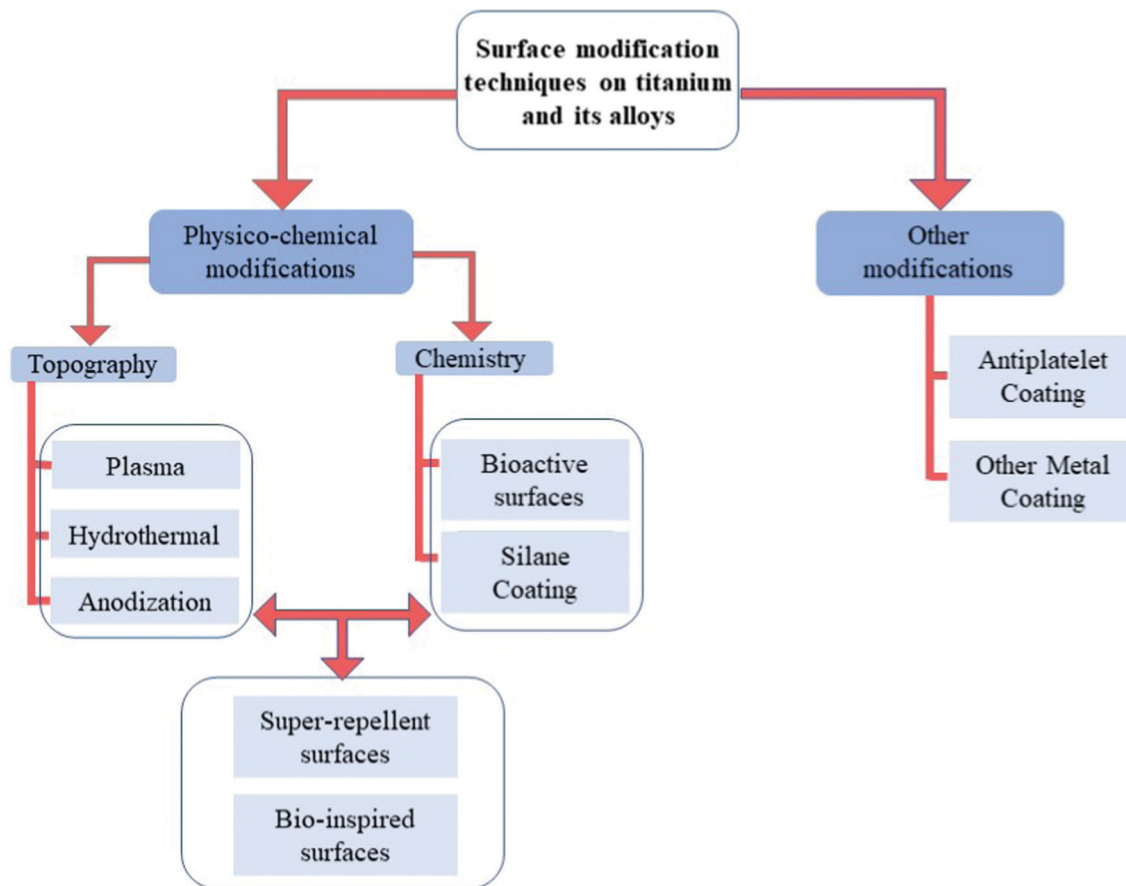 Surface modification
techniques on titanium
and its alloys
Physico-chemical
modifications
Other
modifications
Topography
Chemistry
Plasma
Hydrothermal
Anodization
Bioactive
surfaces
Silane
Coating
Antiplatelet
Coating
Other Metal
Coating
Super-repellent
surfaces
Bio-inspired
surfaces